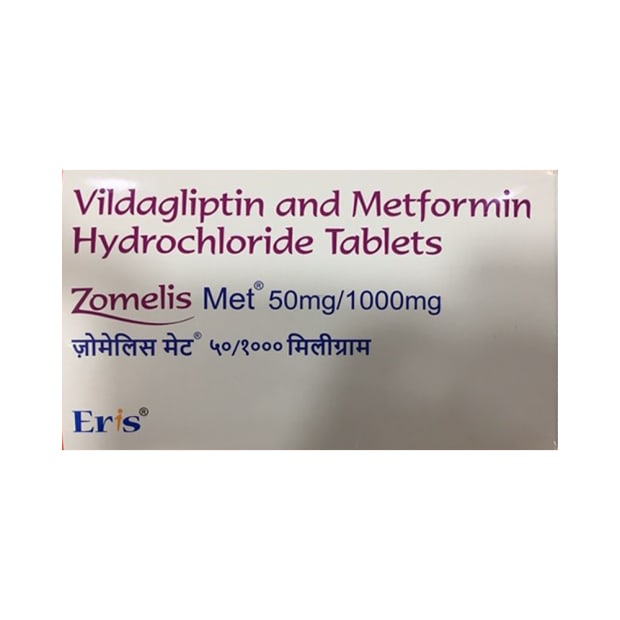 Vildagliptin and Metformin
Hydrochloride Tablets
Zomelis Met® 50mg/1000mg
ज़ोमेलिस मेट® ५०/१००० मिलीग्राम
Eris®